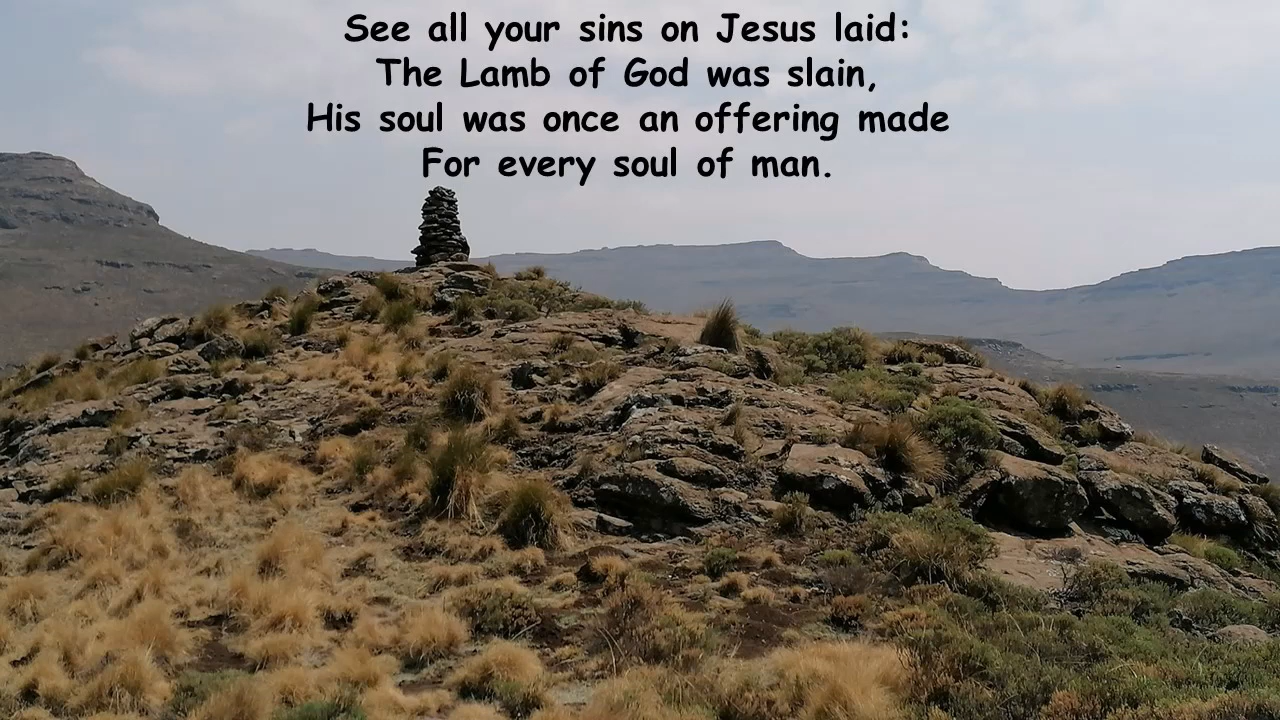 See all your sins on Jesus laid:
The Lamb of God was slain,
His soul was once an offering made
For every soul of man.